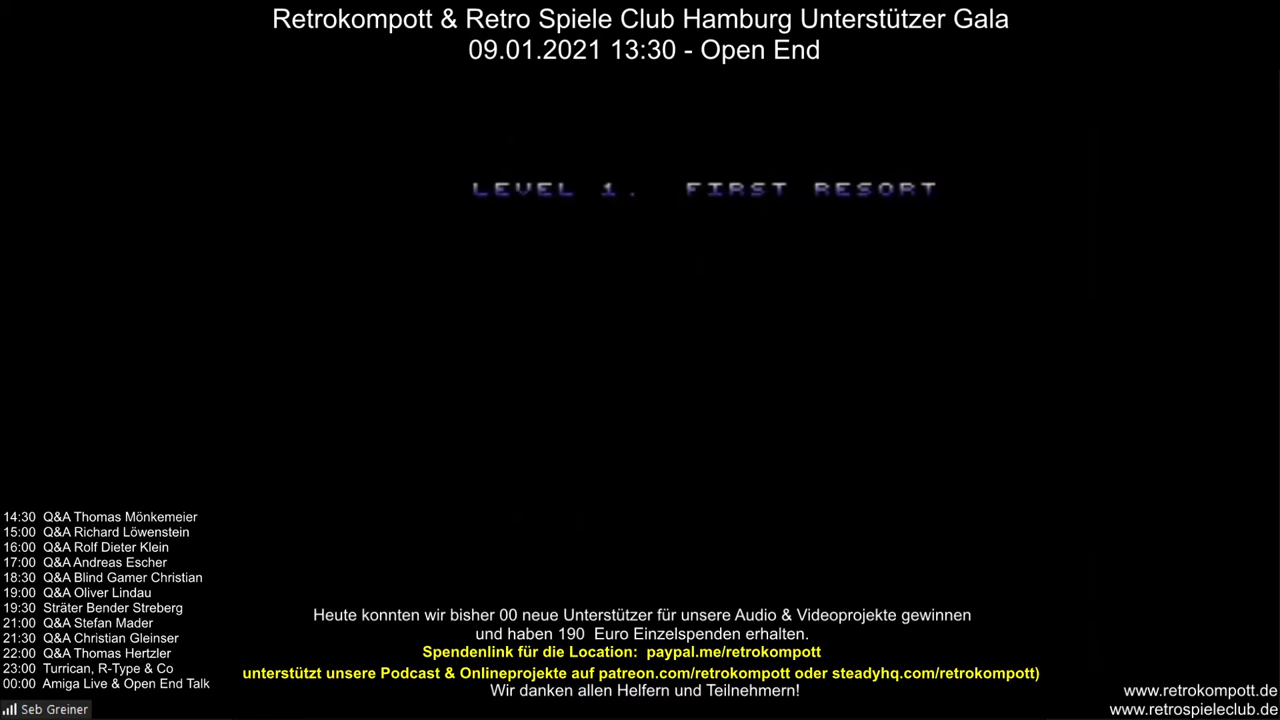 Retrokompott & Retro Spiele Club Hamburg Unterstützer Gala
09.01.2021 13:30 - Open End
LEVEL 1. FIRST RESORT
14:30 Q&A Thomas Mönkemeier
15:00 Q&A Richard Löwenstein
16:00 Q&A Rolf Dieter Klein
17:00 Q&A Andreas Escher
18:30 Q&A Blind Gamer Christian
19:00 Q&A Oliver Lindau
19:30 Sträter Bender Streberg
21:00 Q&A Stefan Mader
21:30 Q&A Christian Gleinser
22:00 Q&A Thomas Hertzler
23:00 Turrican, R-Type & Co
00:00 Amiga Live & Open End Talk
Heute konnten wir bisher 00 neue Unterstützer für unsere Audio & Videoprojekte gewinnen
und haben 190 Euro Einzelspenden erhalten.
Spendenlink für die Location: paypal.me/retrokompott
unterstützt unsere Podcast & Onlineprojekte auf patreon.com/retrokompott oder steadyhq.com/retrokompott)
Wir danken allen Helfern und Teilnehmern!
www.retrokompott.de
www.retrospieleclub.de
Seb Greiner